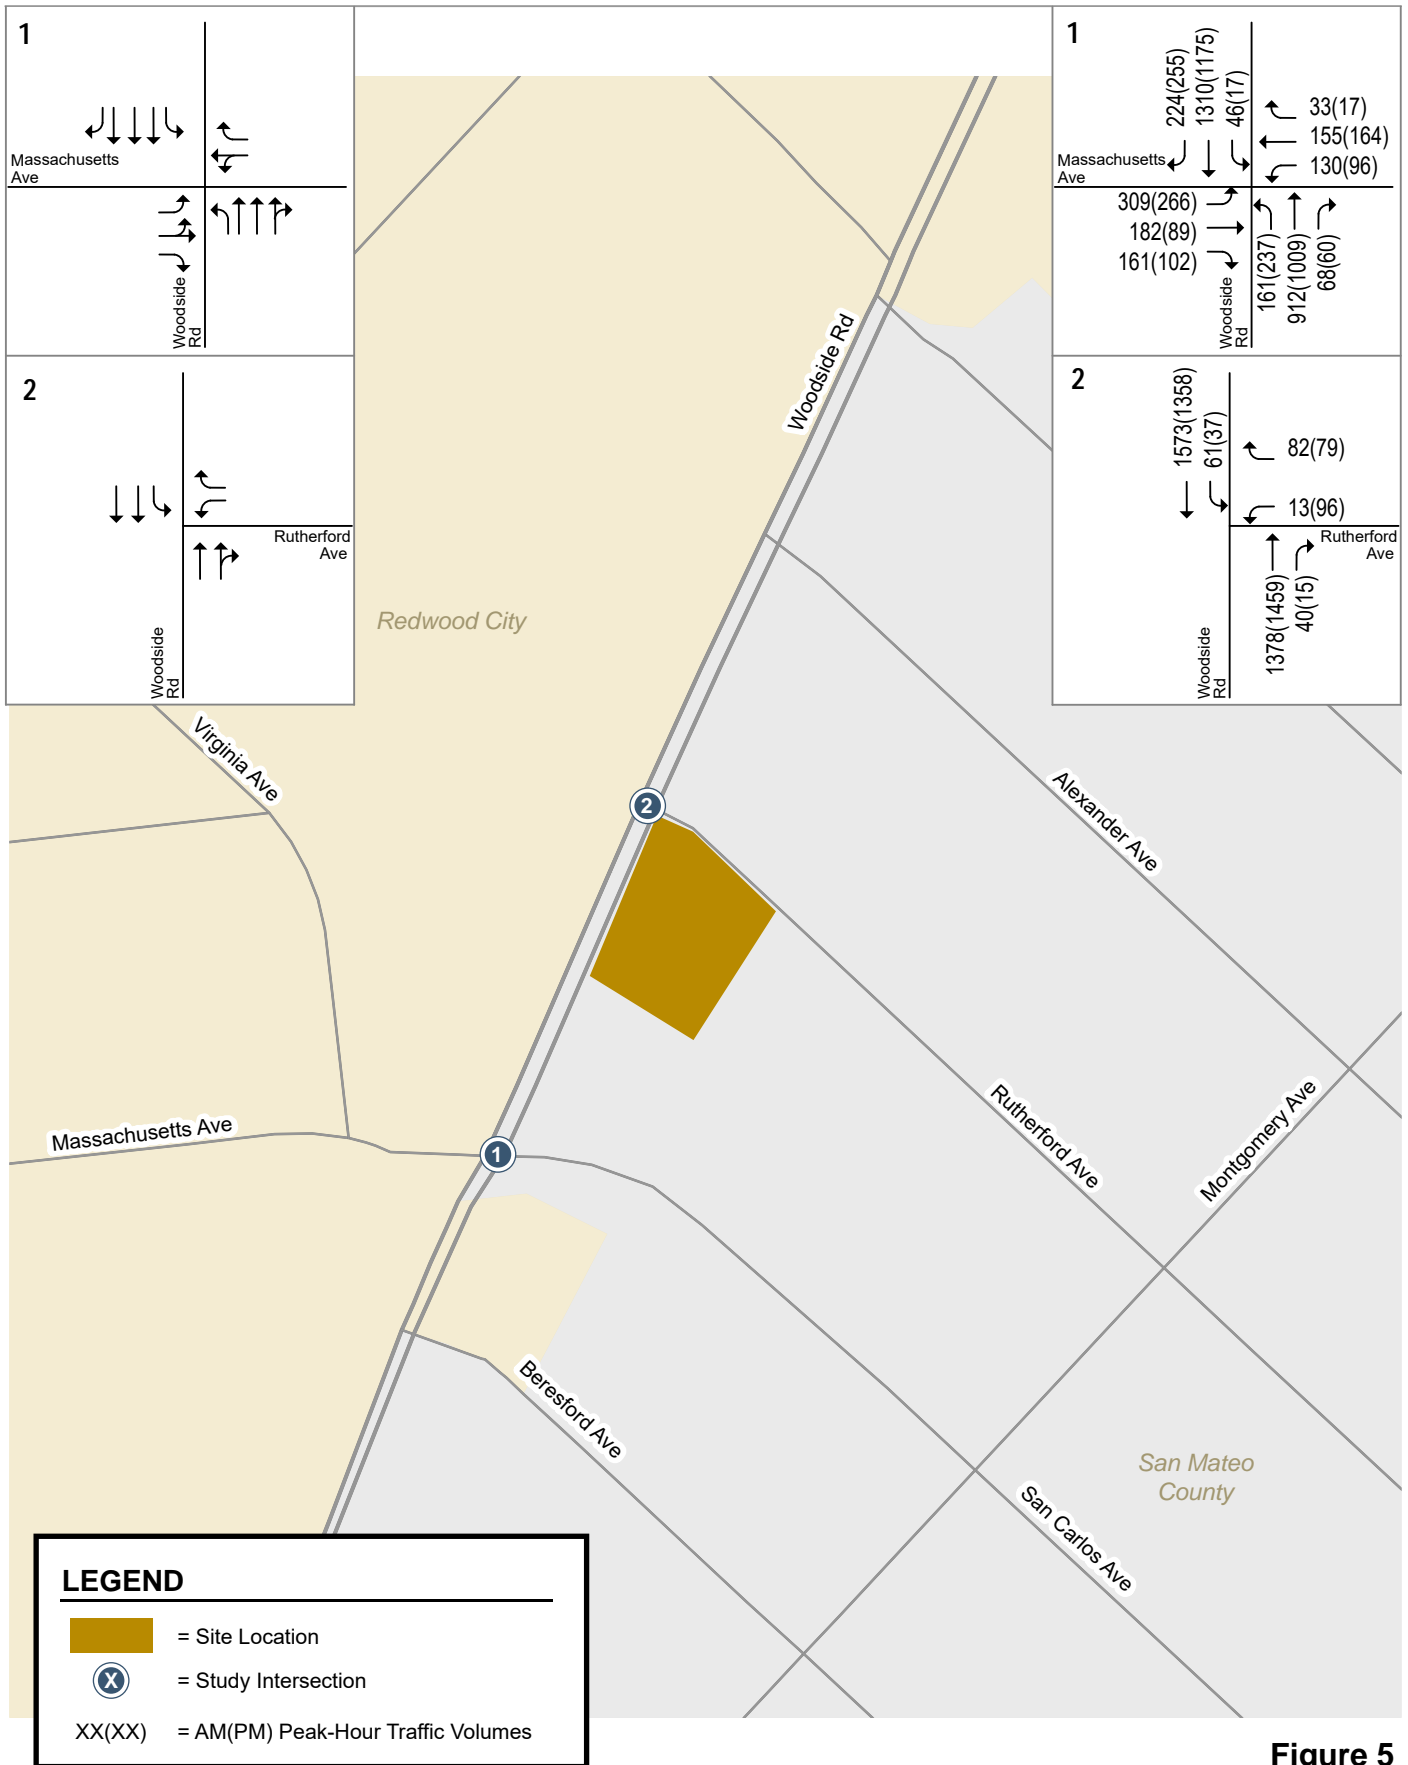 1
Massachusetts
Ave
Woodside
Rd
2
Rutherford
Ave
Woodside
Rd
1
224(255)
1310(1175)
46(17)
33(17)
155(164)
130(96)
Massachusetts
Ave
309(266)
182(89)
161(102)
161(237)
912(1009)
68(60)
Woodside
Rd
2
1573(1358)
61(37)
82(79)
13(96)
Rutherford
Ave
1378(1459)
40(15)
Woodside
Rd
Woodside Rd
Redwood City
Virginia Ave
2
Alexander Ave
Massachusetts Ave
1
Rutherford Ave
Montgomery Ave
Beresford Ave
San Mateo
County
San Carlos Ave
LEGEND
= Site Location
X = Study Intersection
XX(XX) = AM(PM) Peak-Hour Traffic Volumes
Figure 5